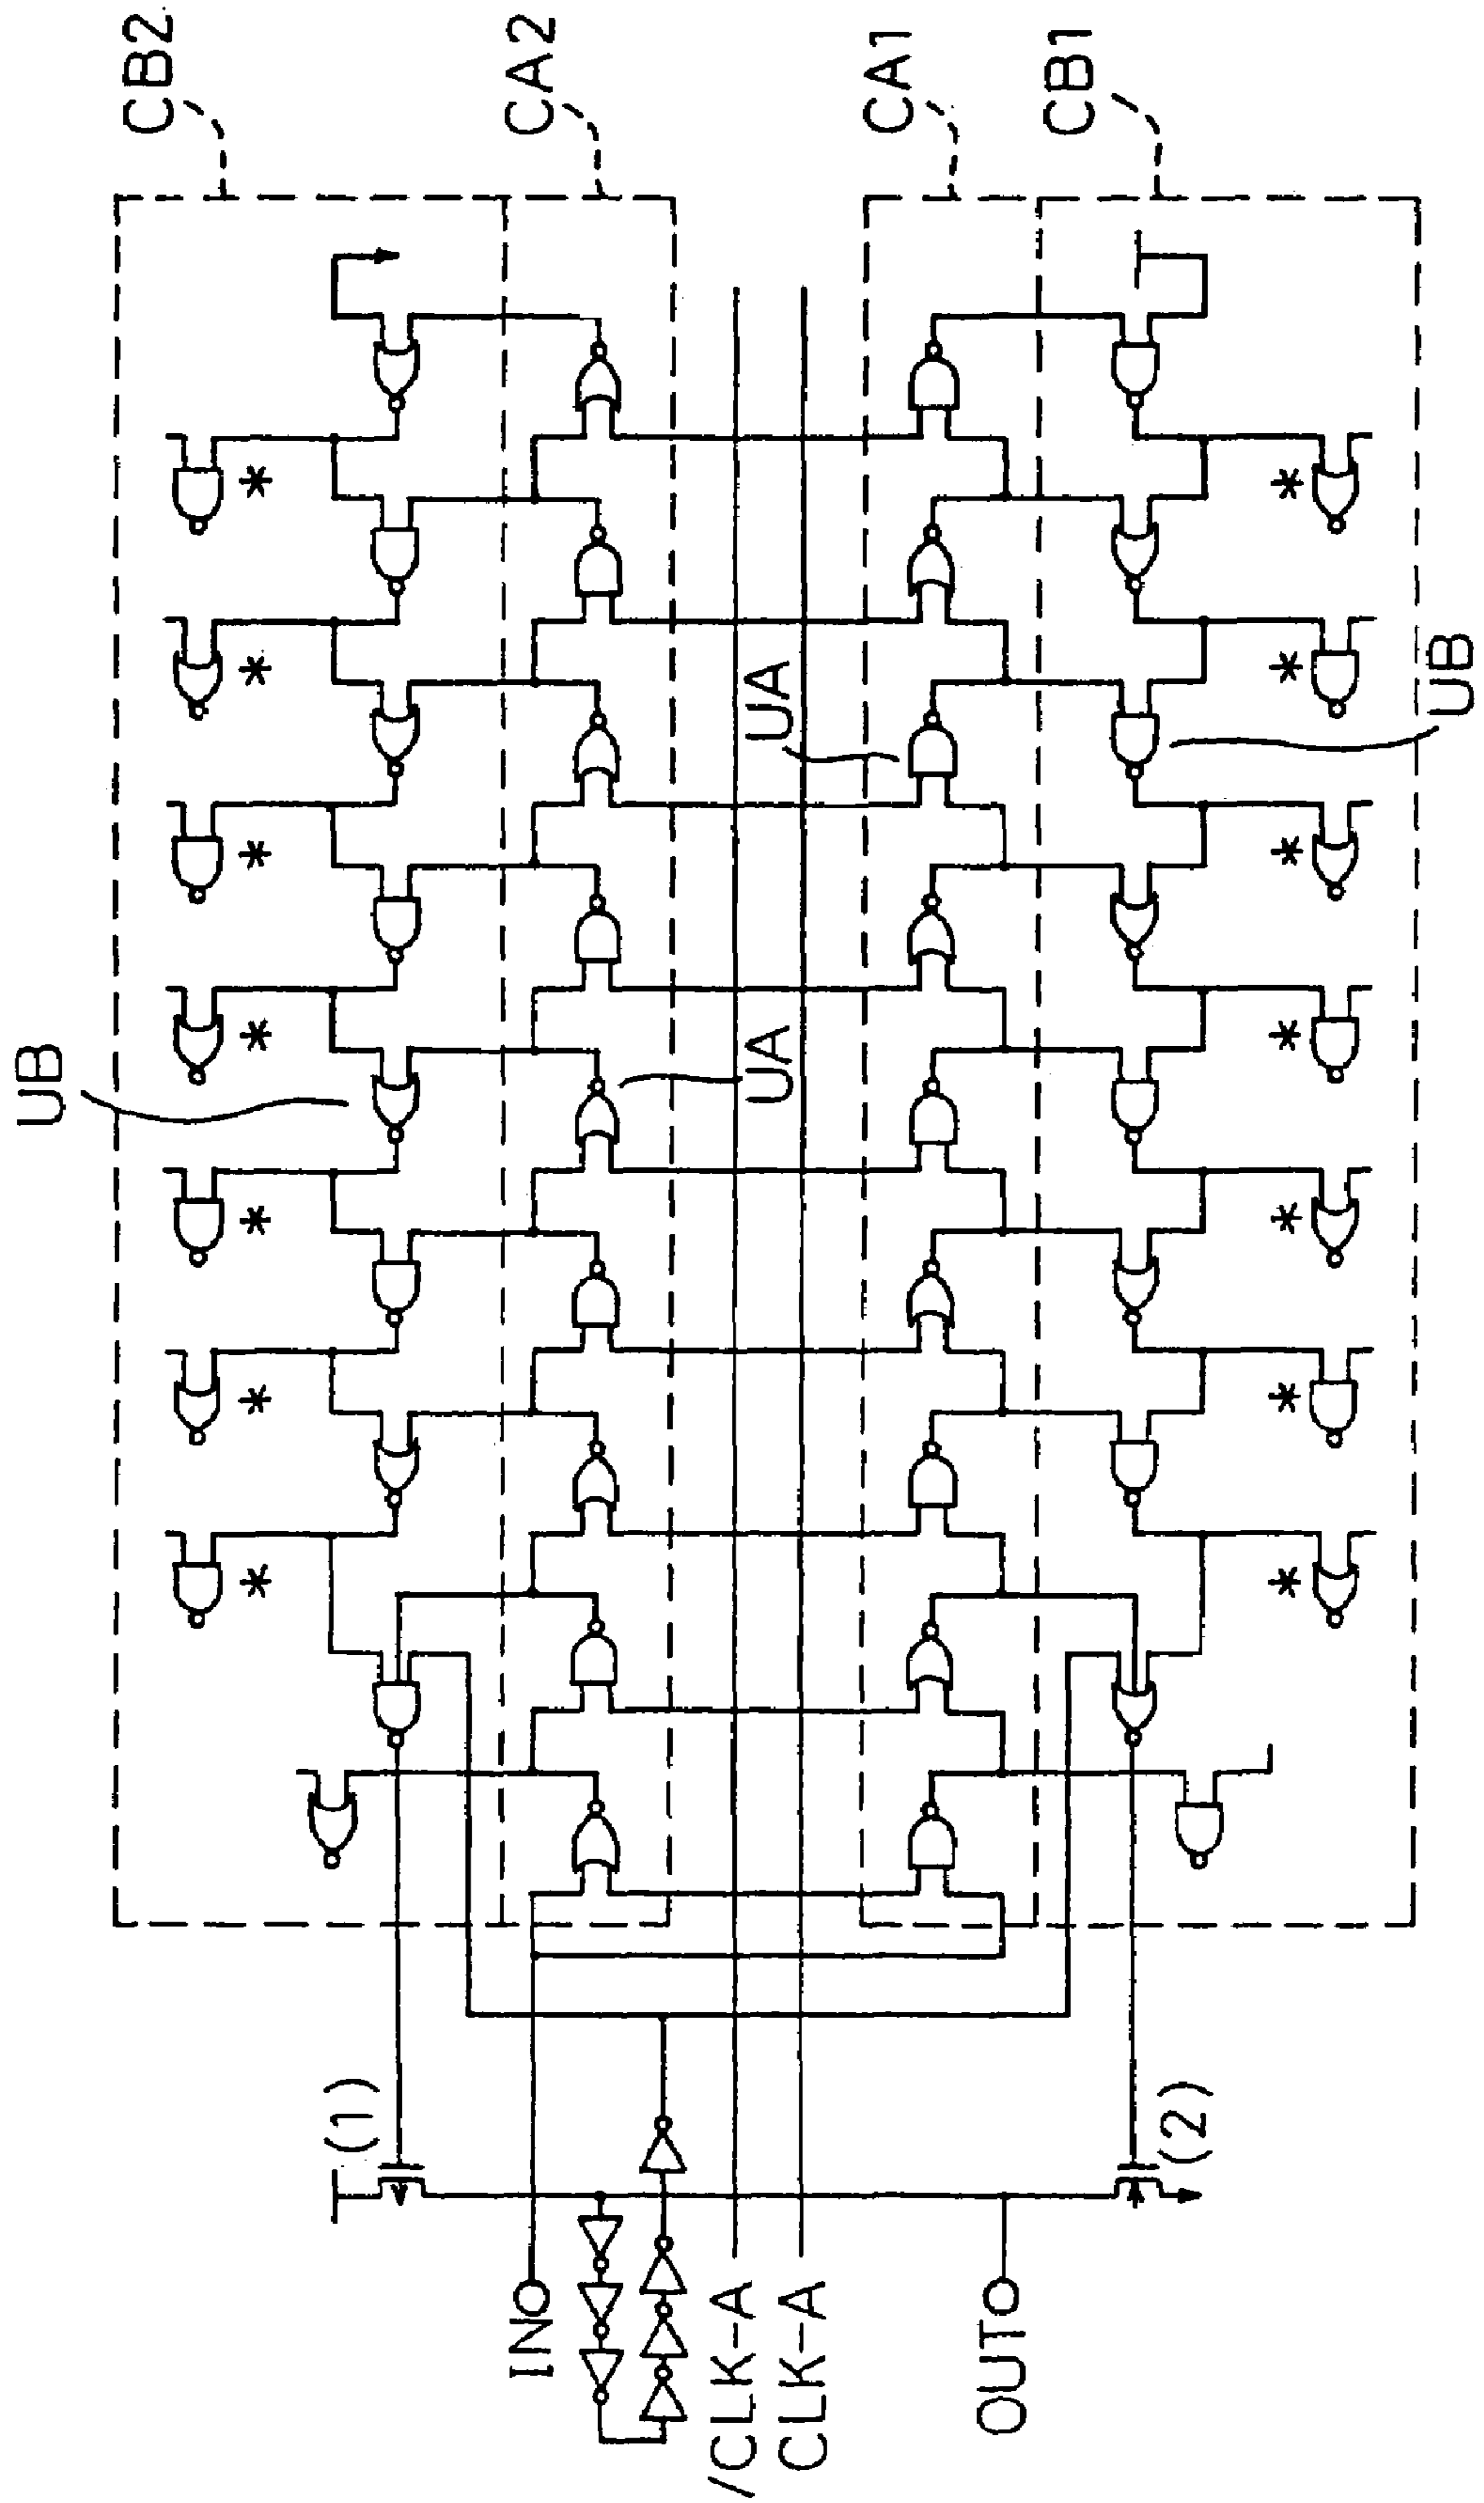 CB2
CA2
CA1
CB1
UB
UA
UA
UB
*
*
*
*
*
*
*
*
*
*
*
*
*
*
(1)
(2)
IN
/CLK-A
CLK-A
OUT